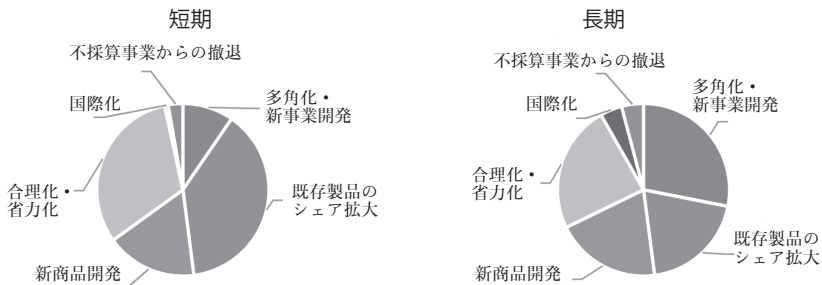 短期
不採算事業からの撤退
国際化
多角化・
新事業開発
合理化・
省力化
既存製品の
シェア拡大
新商品開発
長期
不採算事業からの撤退
国際化
多角化・
新事業開発
合理化・
省力化
既存製品の
シェア拡大
新商品開発